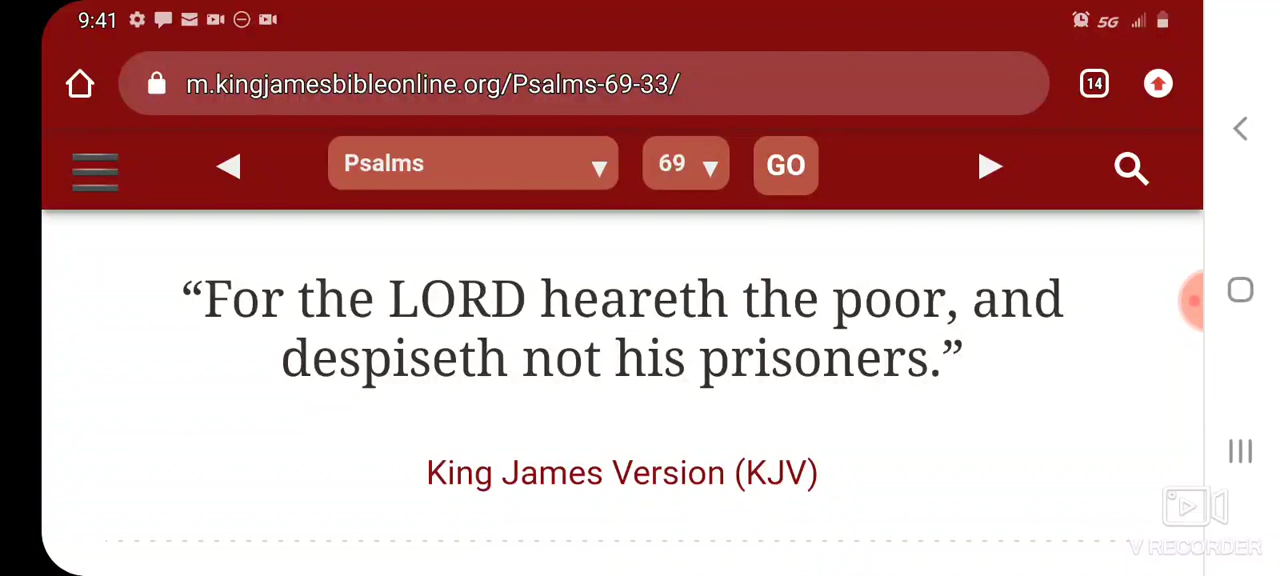 9:41 5G
m.kingjamesbibleonline.org/Psalms-69-33/ 14
Psalms 69 GO
“For the LORD heareth the poor, and
despiseth not his prisoners.”
King James Version (KJV)
V RECORDER